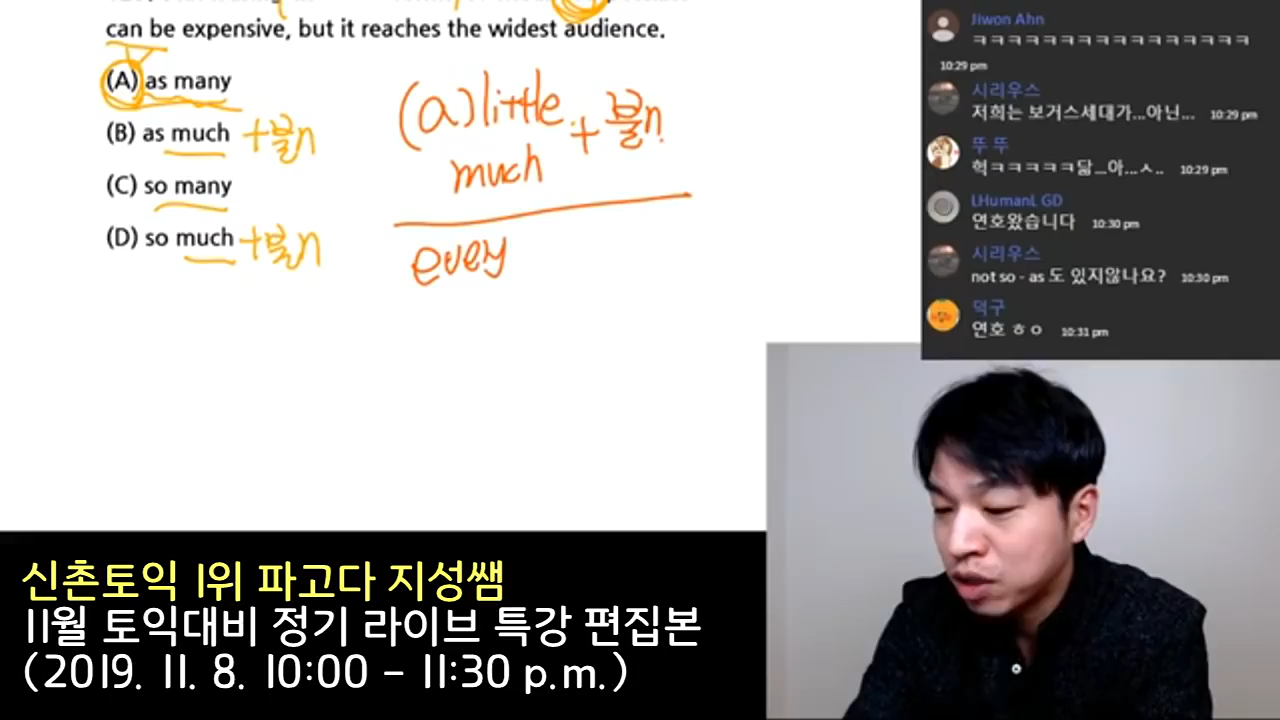 can be expensive, but it reaches the widest audience.
(A) as many
(B) as much +불n
(C) so many
(D) so much +불n
(a) little + 불n
much
every
Jiwon Ahn
ㅋㅋㅋㅋㅋㅋㅋㅋㅋㅋㅋㅋㅋㅋㅋㅋ
10:29 pm
시리우스
저희는 보거스세대가...아닌... 10:29 pm
뚜 뚜
헉ㅋㅋㅋㅋㅋ닮...아...ㅅ.. 10:29 pm
LHumanL GD
연호왔습니다 10:30 pm
시리우스
not so - as 도 있지않나요? 10:30 pm
덕구
연호 ㅎㅇ 10:31 pm
신촌토익 1위 파고다 지성쌤
11월 토익대비 정기 라이브 특강 편집본
(2019. 11. 8. 10:00 - 11:30 p.m.)